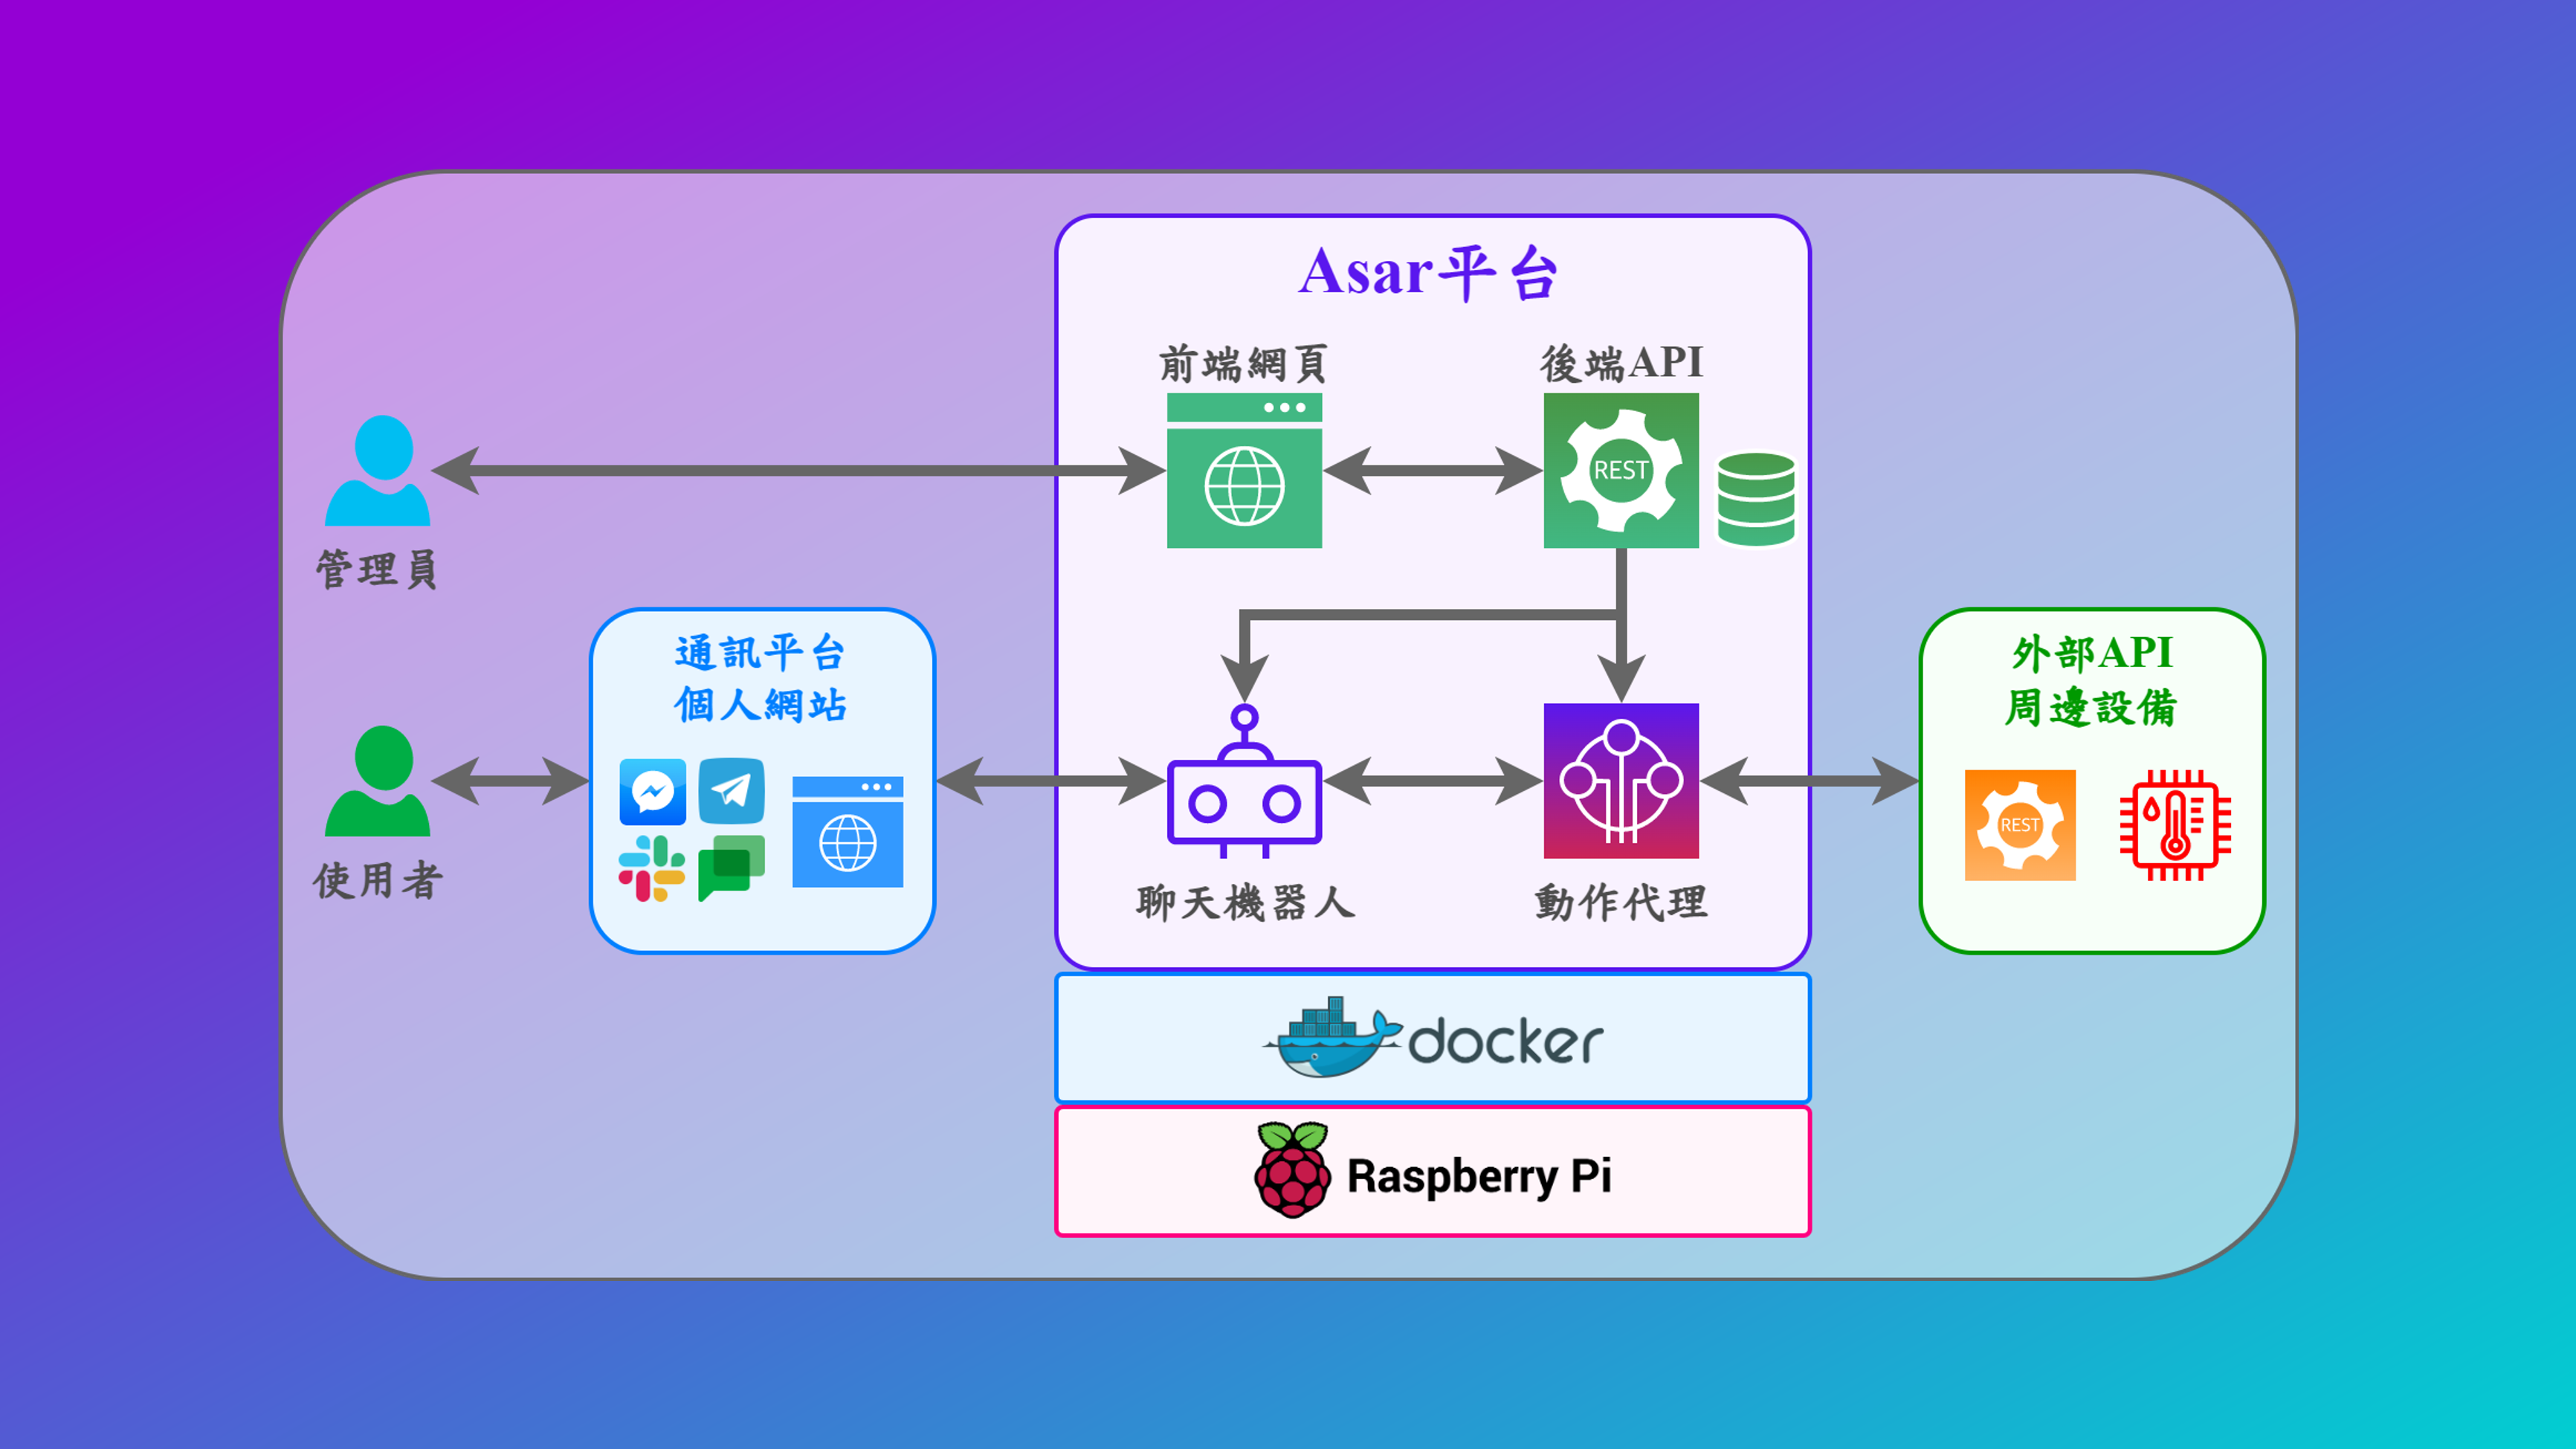 Asar平台
前端網頁
後端API
REST
管理員
通訊平台
個人網站
外部API
周邊設備
REST
使用者
聊天機器人
動作代理
docker
Raspberry Pi